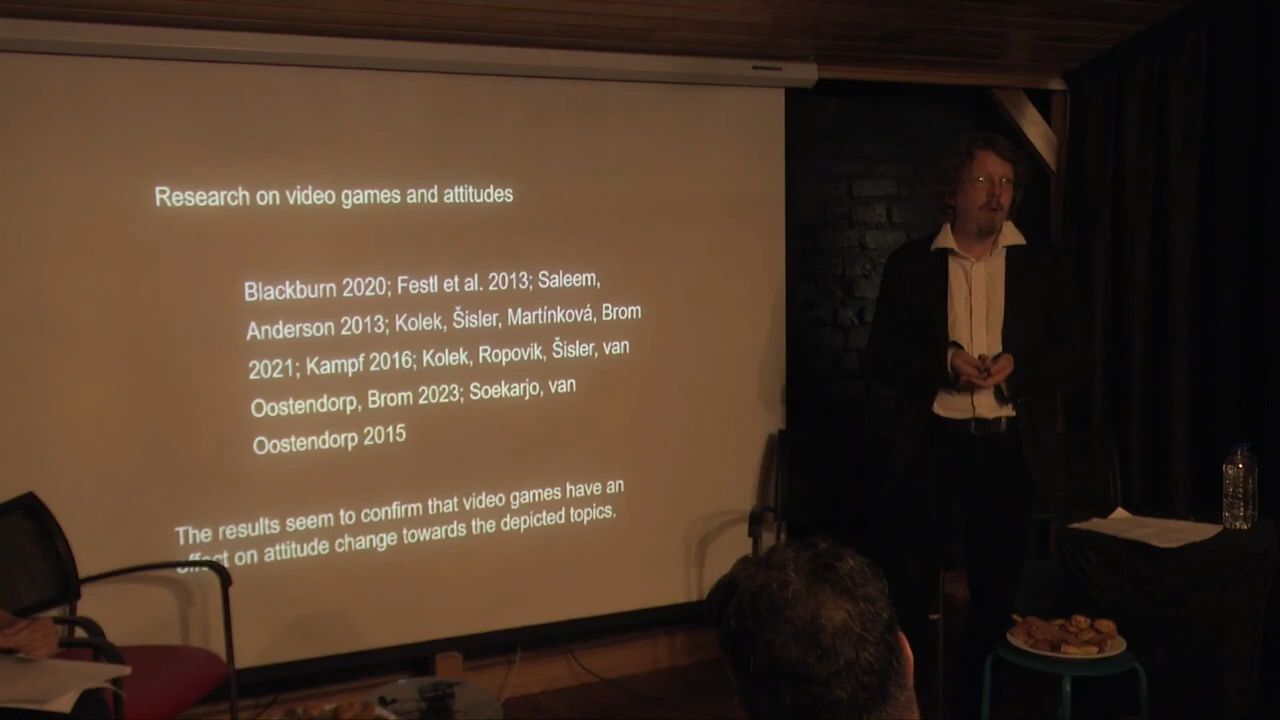 Research on video games and attitudes
Blackburn 2020; Festl et al. 2013; Saleem,
Anderson 2013; Kolek, Šisler, Martínková, Brom
2021; Kampf 2016; Kolek, Ropovik, Šisler, van
Oostendorp, Brom 2023; Soekarjo, van
Oostendorp 2015
The results seem to confirm that video games have an
effect on attitude change towards the depicted topics.